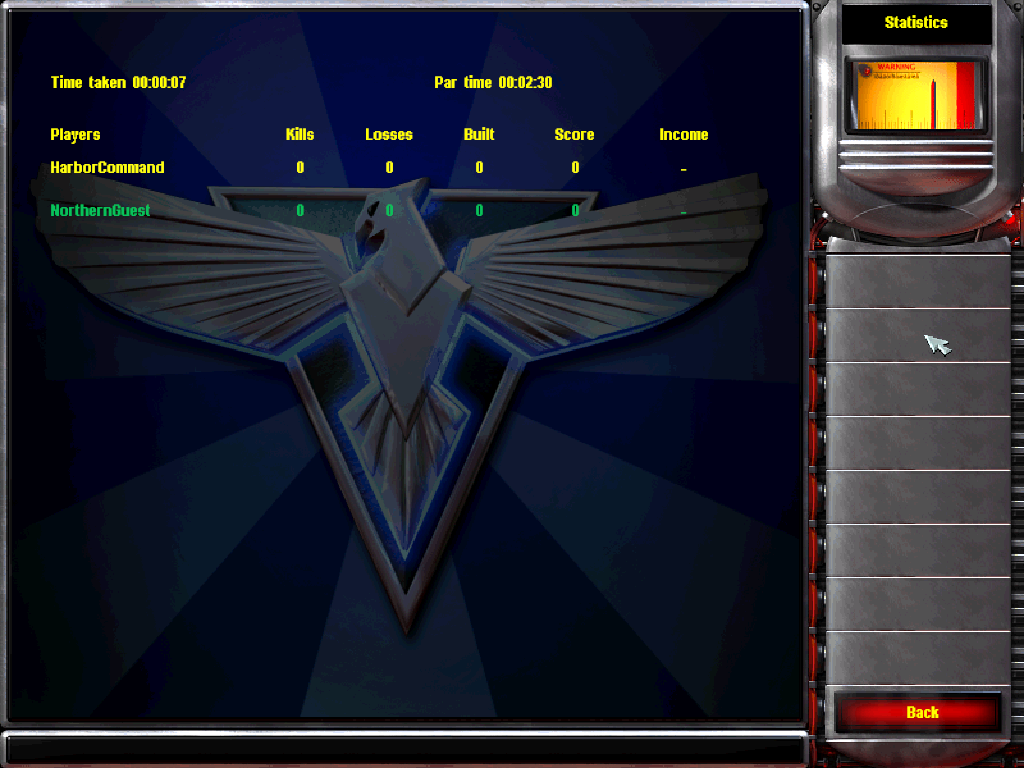 Statistics
WARNING
Time taken 00:00:07 Par time 00:02:30
Players Kills Losses Built Score Income
HarborCommand 0 0 0 0 -
NorthernGuest 0 0 0 0 -
Back